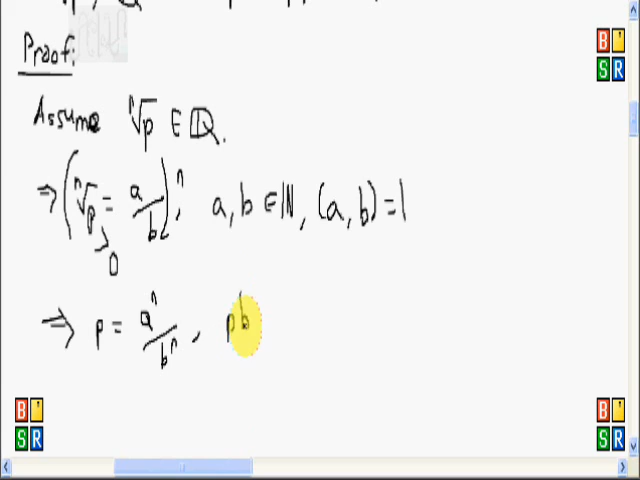 Proof:
Assume ⁿ√p ∈ ℚ.
⇒ (ⁿ√p = a/b)ⁿ, a, b ∈ ℕ, (a, b) = 1
> 0
⇒ p = aⁿ/bⁿ, pb
B '
S R
B '
S R
B '
S R